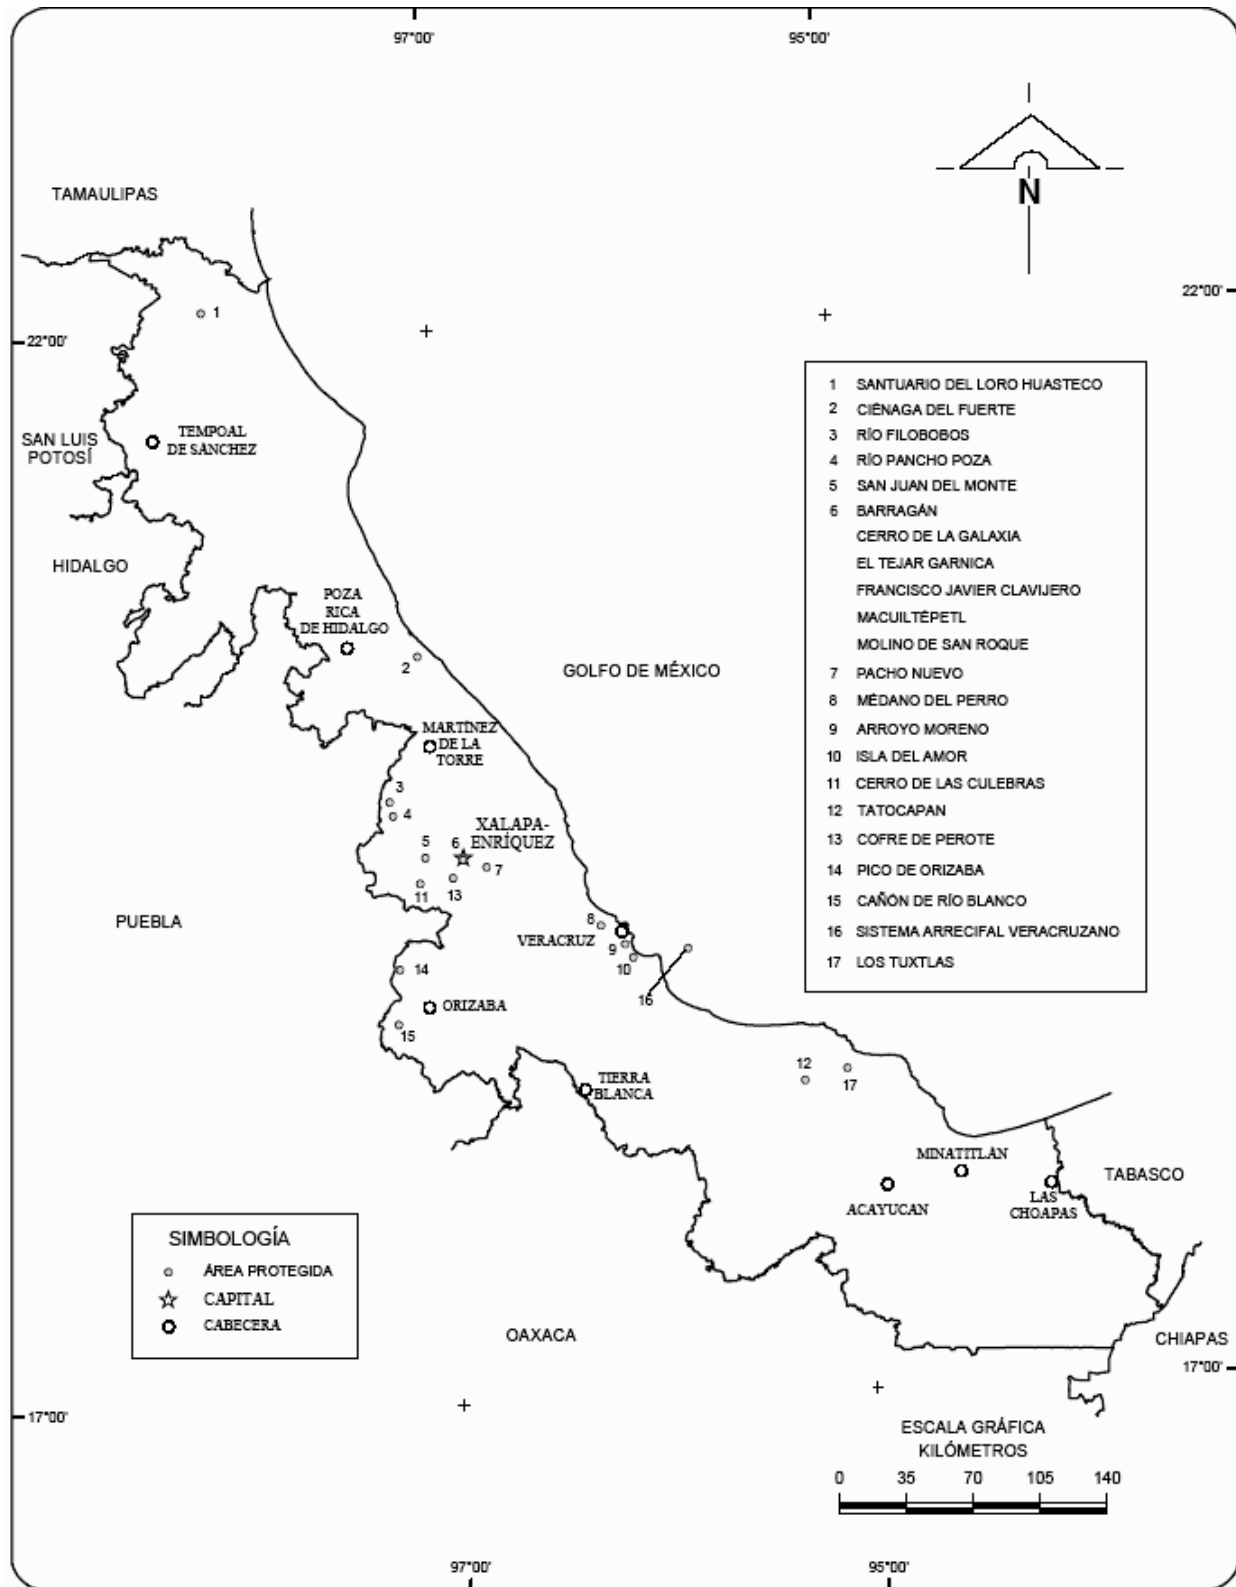 97°00'
95°00'
N
TAMAULIPAS
22°00'
22°00'
1
SAN LUIS
POTOSÍ
TEMPOAL
DE SÁNCHEZ
HIDALGO
POZA
RICA
DE HIDALGO
2
GOLFO DE MÉXICO
MARTÍNEZ
DE LA
TORRE
3
4
XALAPA-
ENRÍQUEZ
5
6
7
11
13
PUEBLA
8
VERACRUZ
9
10
16
14
ORIZABA
15
TIERRA
BLANCA
12
17
MINATITLÁN
ACAYUCAN
LAS
CHOAPAS
TABASCO
OAXACA
CHIAPAS
17°00'
17°00'
1 SANTUARIO DEL LORO HUASTECO
2 CIÉNAGA DEL FUERTE
3 RÍO FILOBOBOS
4 RÍO PANCHO POZA
5 SAN JUAN DEL MONTE
6 BARRAGÁN
CERRO DE LA GALAXIA
EL TEJAR GARNICA
FRANCISCO JAVIER CLAVIJERO
MACUILTÉPETL
MOLINO DE SAN ROQUE
7 PACHO NUEVO
8 MÉDANO DEL PERRO
9 ARROYO MORENO
10 ISLA DEL AMOR
11 CERRO DE LAS CULEBRAS
12 TATOCAPAN
13 COFRE DE PEROTE
14 PICO DE ORIZABA
15 CAÑÓN DE RÍO BLANCO
16 SISTEMA ARRECIFAL VERACRUZANO
17 LOS TUXTLAS
SIMBOLOGÍA
ÁREA PROTEGIDA
CAPITAL
CABECERA
ESCALA GRÁFICA
KILÓMETROS
0 35 70 105 140
97°00'
95°00'